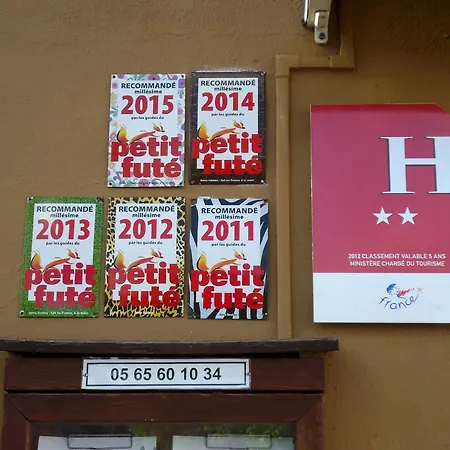 RECOMMANDÉ
millésime
2015
par les guides du
petit
futé
RECOMMANDÉ
millésime
2014
par les guides du
petit
futé
RECOMMANDÉ
millésime
2013
par les guides du
petit
futé
RECOMMANDÉ
millésime
2012
par les guides du
petit
futé
RECOMMANDÉ
millésime
2011
par les guides du
petit
futé
H
2012 CLASSEMENT VALABLE 5 ANS
MINISTÈRE CHARGÉ DU TOURISME
france
05 65 60 10 34